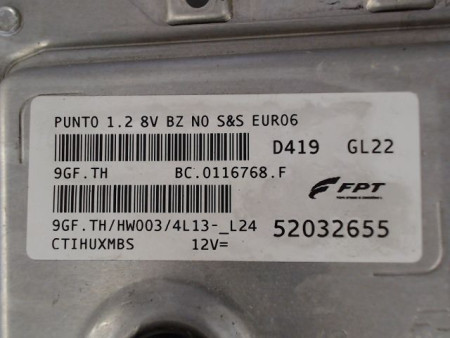 PUNTO 1.2 8V BZ NO S&S EURO6
D419 GL22
9GF.TH BC.0116768.F
FPT
9GF.TH/HW003/4L13-_L24 52032655
CTIHUXMBS 12V=